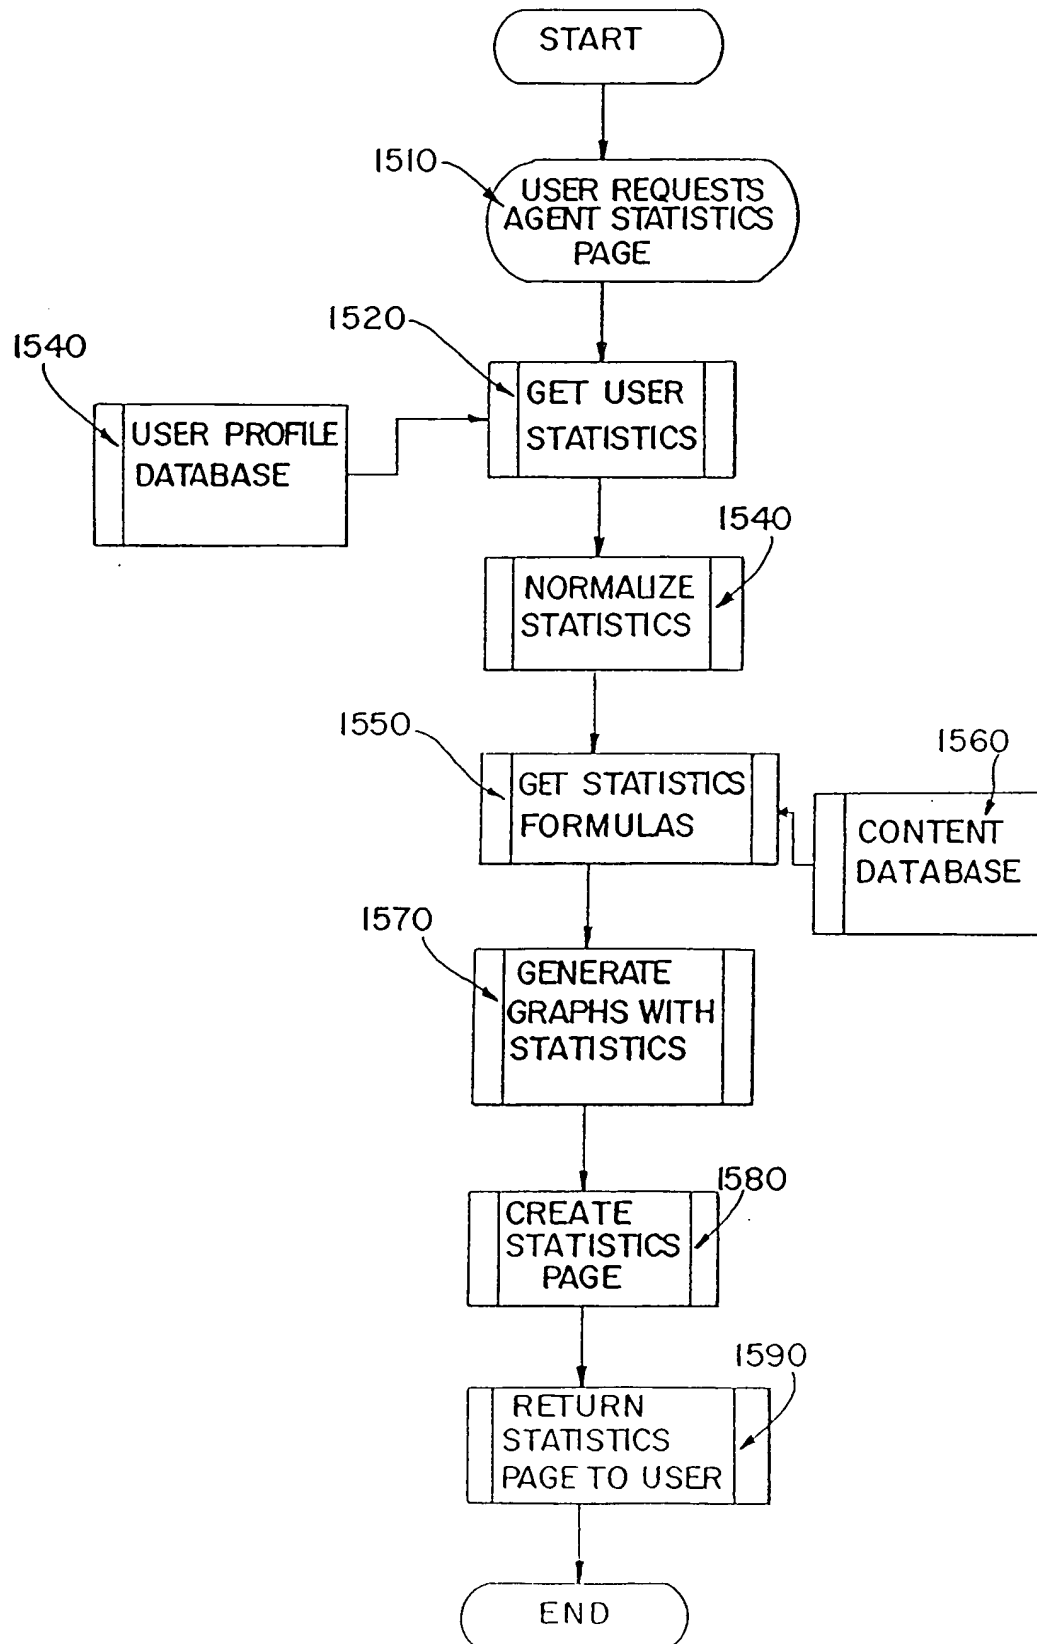 START
1510
USER REQUESTS
AGENT STATISTICS
PAGE
1520
GET USER
STATISTICS
1540
USER PROFILE
DATABASE
1540
NORMALIZE
STATISTICS
1550
GET STATISTICS
FORMULAS
1560
CONTENT
DATABASE
1570
GENERATE
GRAPHS WITH
STATISTICS
1580
CREATE
STATISTICS
PAGE
1590
RETURN
STATISTICS
PAGE TO USER
END